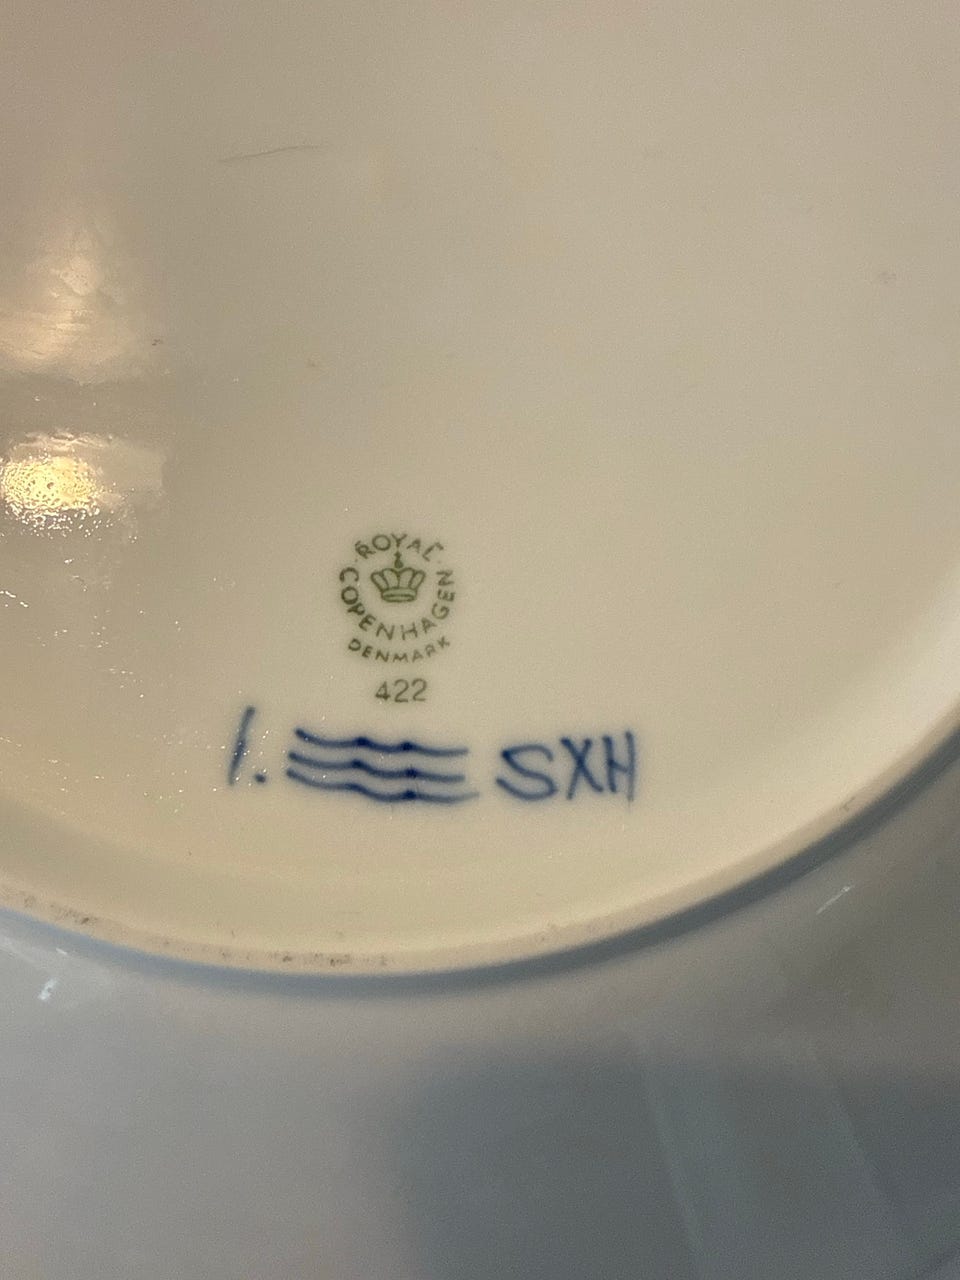 ROYAL
COPENHAGEN
DENMARK
422
1. SXH